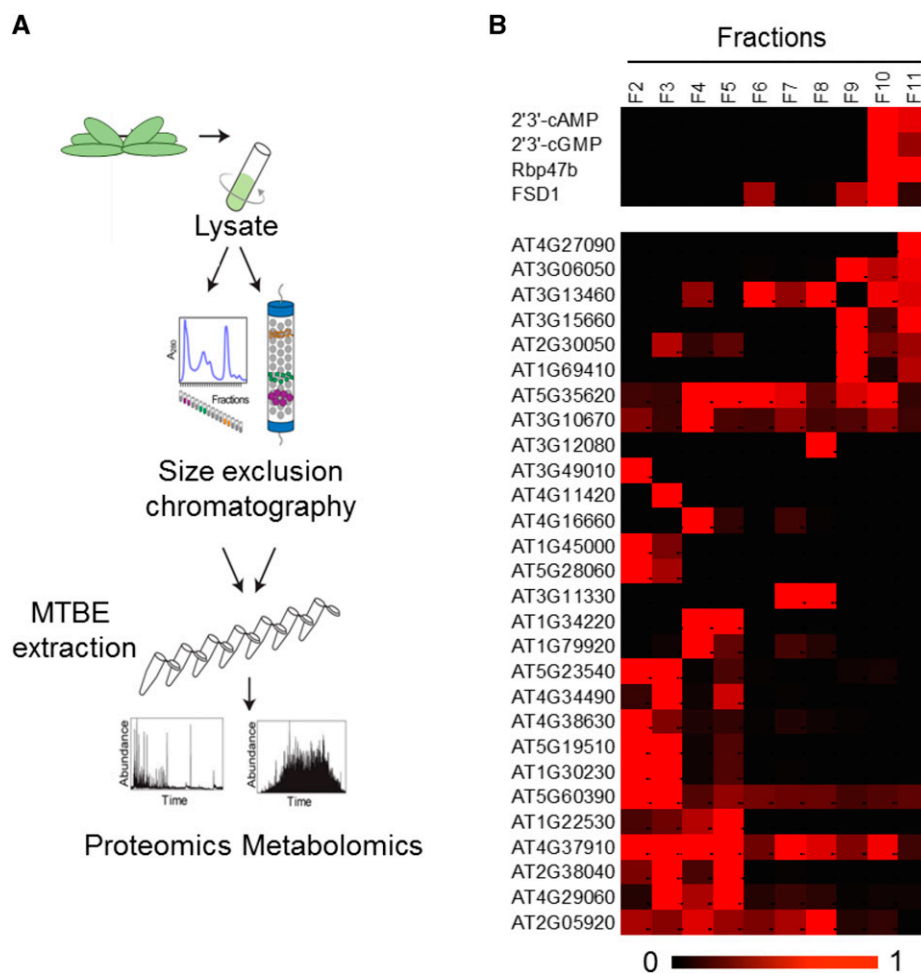 A
Lysate
A260
Fractions
Size exclusion
chromatography
MTBE
extraction
Abundance
Time
Abundance
Time
Proteomics Metabolomics
B
Fractions
F2 F3 F4 F5 F6 F7 F8 F9 F10 F11
2'3'-cAMP
2'3'-cGMP
Rbp47b
FSD1
AT4G27090
AT3G06050
AT3G13460
AT3G15660
AT2G30050
AT1G69410
AT5G35620
AT3G10670
AT3G12080
AT3G49010
AT4G11420
AT4G16660
AT1G45000
AT5G28060
AT3G11330
AT1G34220
AT1G79920
AT5G23540
AT4G34490
AT4G38630
AT5G19510
AT1G30230
AT5G60390
AT1G22530
AT4G37910
AT2G38040
AT4G29060
AT2G05920
0 1